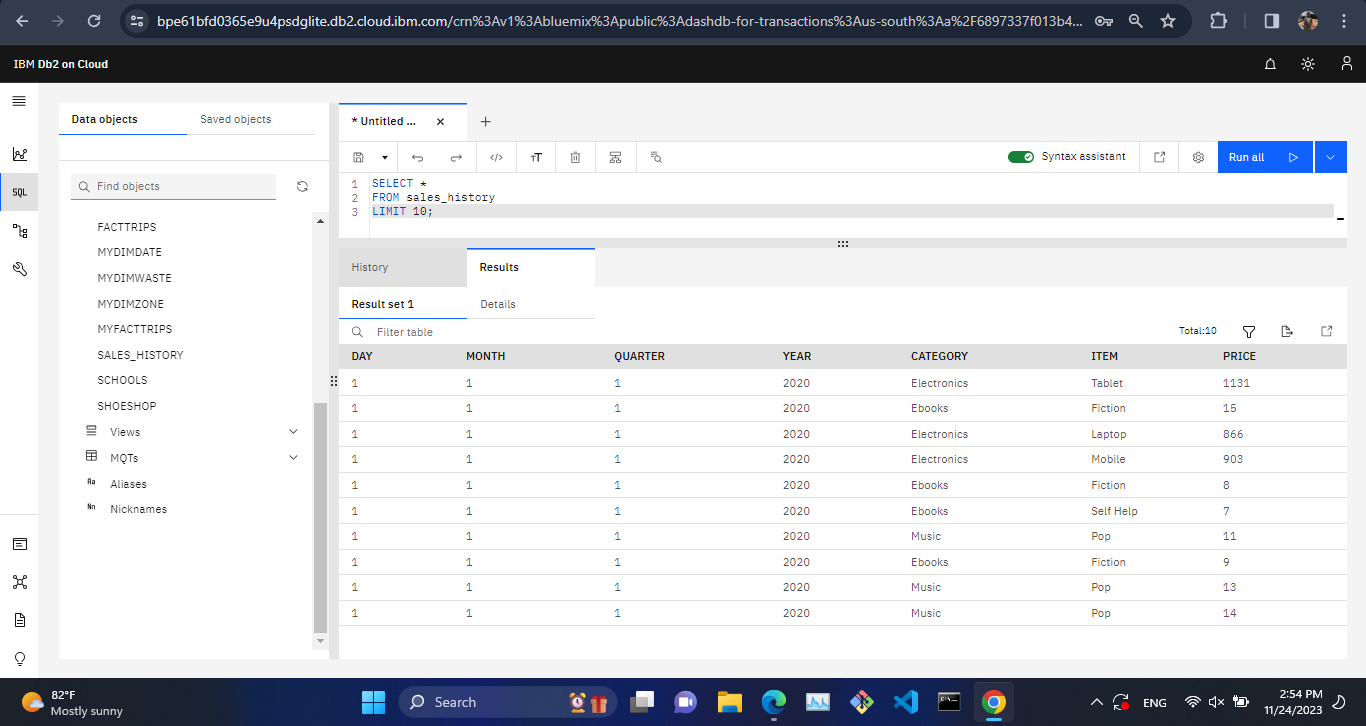 bpe61bfd0365e9u4psdglite.db2.cloud.ibm.com/crn%3Av1%3Abluemix%3Apublic%3Adashdb-for-transactions%3Aus-south%3Aa%2F6897337f013b4...
IBM Db2 on Cloud
Data objects Saved objects
* Untitled ...
Syntax assistant Run all
Find objects
SQL
1 SELECT *
2 FROM sales_history
3 LIMIT 10;
FACTTRIPS
MYDIMDATE
MYDIMWASTE
MYDIMZONE
MYFACTTRIPS
SALES_HISTORY
SCHOOLS
SHOESHOP
Views
MQTs
Aa Aliases
Nn Nicknames
History Results
Result set 1 Details
Filter table Total:10
DAY MONTH QUARTER YEAR CATEGORY ITEM PRICE
1 1 1 2020 Electronics Tablet 1131
1 1 1 2020 Ebooks Fiction 15
1 1 1 2020 Electronics Laptop 866
1 1 1 2020 Electronics Mobile 903
1 1 1 2020 Ebooks Fiction 8
1 1 1 2020 Ebooks Self Help 7
1 1 1 2020 Music Pop 11
1 1 1 2020 Ebooks Fiction 9
1 1 1 2020 Music Pop 13
1 1 1 2020 Music Pop 14
82°F
Mostly sunny
Search
ENG
2:54 PM
11/24/2023